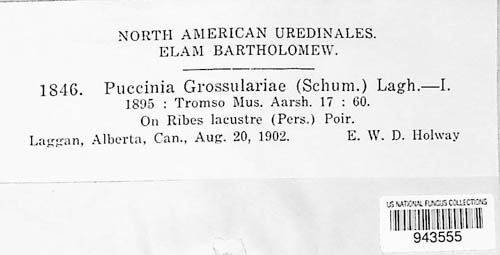 NORTH AMERICAN UREDINALES.
ELAM BARTHOLOMEW.
1846. Puccinia Grossulariae (Schum.) Lagh.—I.
1895 : Tromso Mus. Aarsh. 17 : 60.
On Ribes lacustre (Pers.) Poir.
Laggan, Alberta, Can., Aug. 20, 1902. E. W. D. Holway
US NATIONAL FUNGUS COLLECTIONS
943555